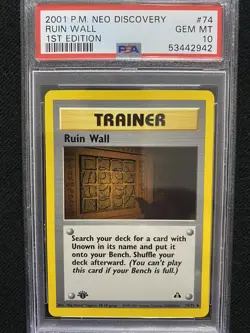 2001 P.M. NEO DISCOVERY #74
RUIN WALL GEM MT
1ST EDITION PSA 10
53442942
TRAINER
Ruin Wall
Search your deck for a card with
Unown in its name and put it
onto your Bench. Shuffle your
deck afterward. (You can't play
this card if your Bench is full.)